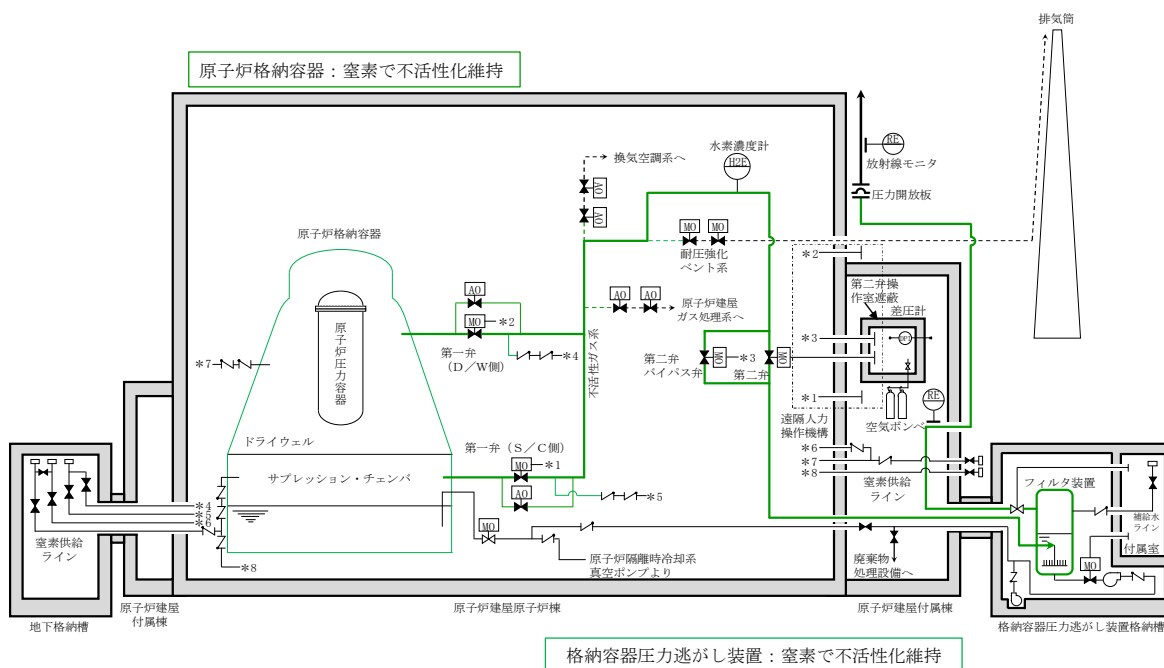 排気筒
原子炉格納容器：窒素で不活性化維持
水素濃度計
H2E
RE
放射線モニタ
換気空調系へ
AO
AO
圧力開放板
MO
MO
耐圧強化
ベント系
原子炉格納容器
＊2
第二弁操
作室遮蔽
差圧計
AO
AO
AO
原子炉建屋
ガス処理系へ
MO
＊2
原子炉圧力容器
不活性ガス系
＊3
DPI
＊4
＊7
第一弁
（D／W側）
MO
＊3
MO
第二弁
バイパス弁
第二弁
＊1
RE
空気ボンベ
遠隔人力
操作機構
ドライウェル
第一弁（S／C側）
＊6
MO
＊1
＊7
サプレッション・チェンバ
＊8
窒素供給
ライン
フィルタ装置
AO
＊5
＊4
＊5
＊6
補給水
ライン
付属室
MO
窒素供給
ライン
＊8
原子炉隔離時冷却系
真空ポンプより
廃棄物
処理設備へ
MO
原子炉建屋
付属棟
原子炉建屋原子炉棟
原子炉建屋付属棟
地下格納槽
格納容器圧力逃がし装置格納槽
格納容器圧力逃がし装置：窒素で不活性化維持